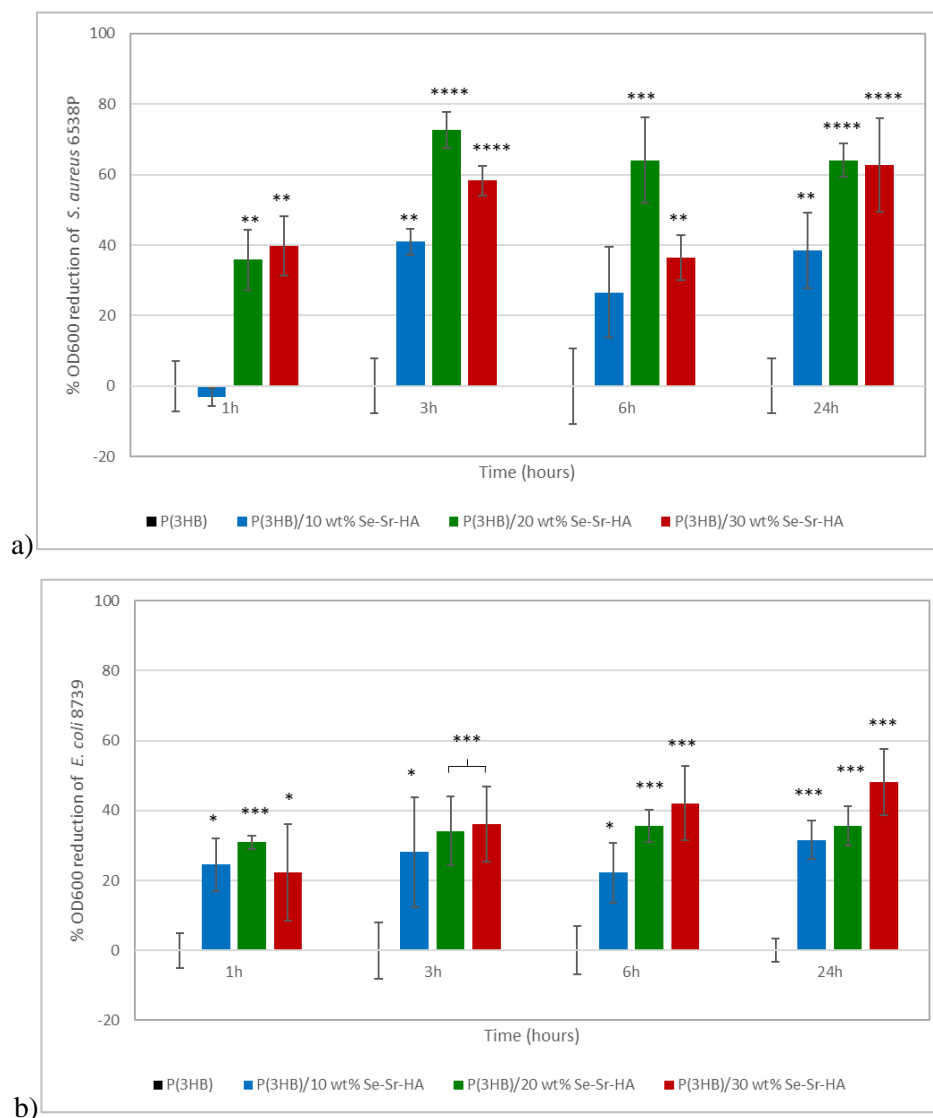 100
80
60
40
20
0
-20
% OD600 reduction of S. aureus 6538P
** **
** **** ****
*** **
** **** ****
1h 3h 6h 24h
Time (hours)
P(3HB) P(3HB)/10 wt% Se-Sr-HA P(3HB)/20 wt% Se-Sr-HA P(3HB)/30 wt% Se-Sr-HA
a)
100
80
60
40
20
0
-20
% OD600 reduction of E. coli 8739
* *** *
* ***
* *** ***
*** *** ***
1h 3h 6h 24h
Time (hours)
P(3HB) P(3HB)/10 wt% Se-Sr-HA P(3HB)/20 wt% Se-Sr-HA P(3HB)/30 wt% Se-Sr-HA
b)